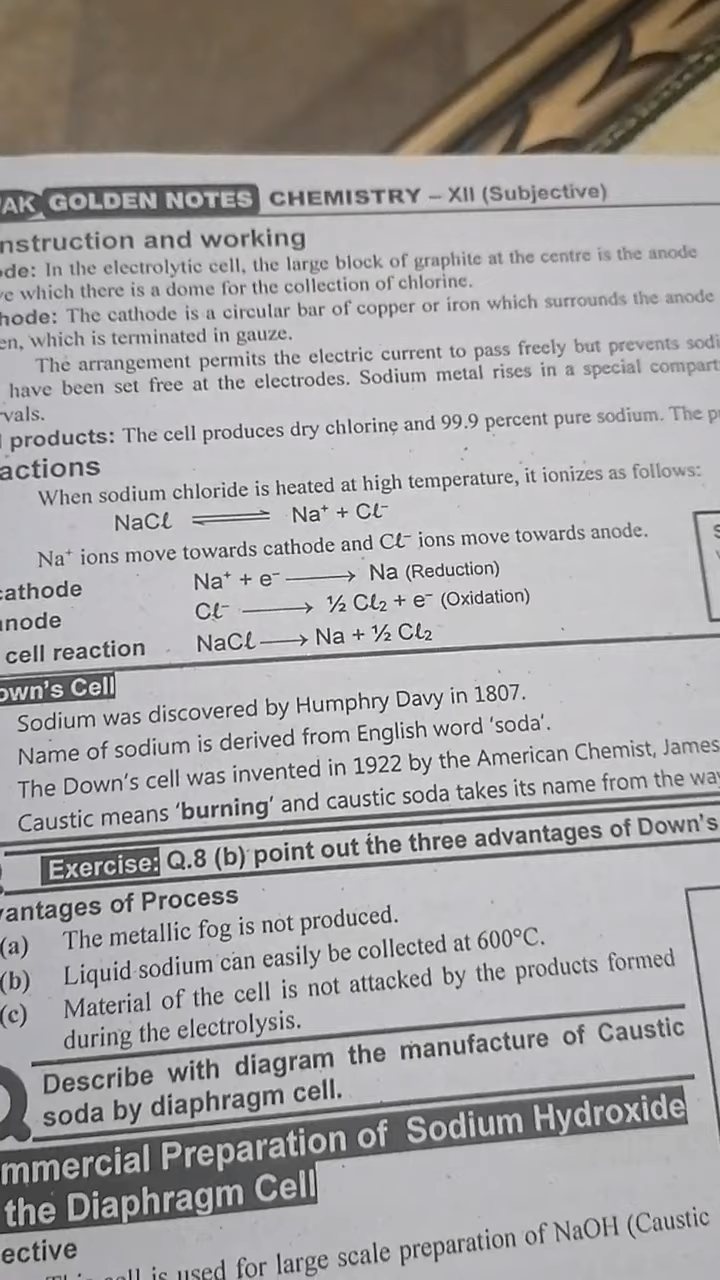 AK GOLDEN NOTES CHEMISTRY – XII (Subjective)
nstruction and working
de: In the electrolytic cell, the large block of graphite at the centre is the anode
e which there is a dome for the collection of chlorine.
hode: The cathode is a circular bar of copper or iron which surrounds the anode
en, which is terminated in gauze.
The arrangement permits the electric current to pass freely but prevents sodi
have been set free at the electrodes. Sodium metal rises in a special compart
vals.
products: The cell produces dry chlorine and 99.9 percent pure sodium. The p
actions
When sodium chloride is heated at high temperature, it ionizes as follows:
NaCℓ ⇌ Na⁺ + Cℓ⁻
Na⁺ ions move towards cathode and Cℓ⁻ ions move towards anode.
cathode Na⁺ + e⁻ ⟶ Na (Reduction)
anode Cℓ⁻ ⟶ ½ Cℓ₂ + e⁻ (Oxidation)
cell reaction NaCℓ ⟶ Na + ½ Cℓ₂
own's Cell
Sodium was discovered by Humphry Davy in 1807.
Name of sodium is derived from English word 'soda'.
The Down's cell was invented in 1922 by the American Chemist, James
Caustic means 'burning' and caustic soda takes its name from the way
Exercise: Q.8 (b) point out the three advantages of Down's
vantages of Process
(a) The metallic fog is not produced.
(b) Liquid sodium can easily be collected at 600°C.
(c) Material of the cell is not attacked by the products formed
during the electrolysis.
Describe with diagram the manufacture of Caustic
soda by diaphragm cell.
mmercial Preparation of Sodium Hydroxide
the Diaphragm Cell
ective
cell is used for large scale preparation of NaOH (Caustic